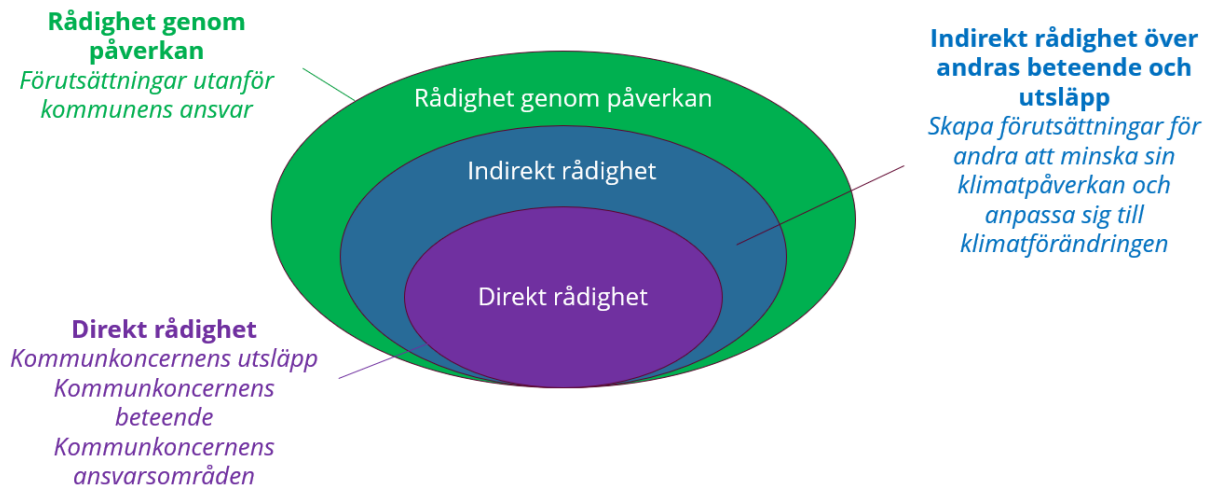 Rådighet genom
påverkan
Förutsättningar utanför
kommunens ansvar
Rådighet genom påverkan
Indirekt rådighet
Direkt rådighet
Indirekt rådighet över
andras beteende och
utsläpp
Skapa förutsättningar för
andra att minska sin
klimatpåverkan och
anpassa sig till
klimatförändringen
Direkt rådighet
Kommunkoncernens utsläpp
Kommunkoncernens
beteende
Kommunkoncernens
ansvarsområden